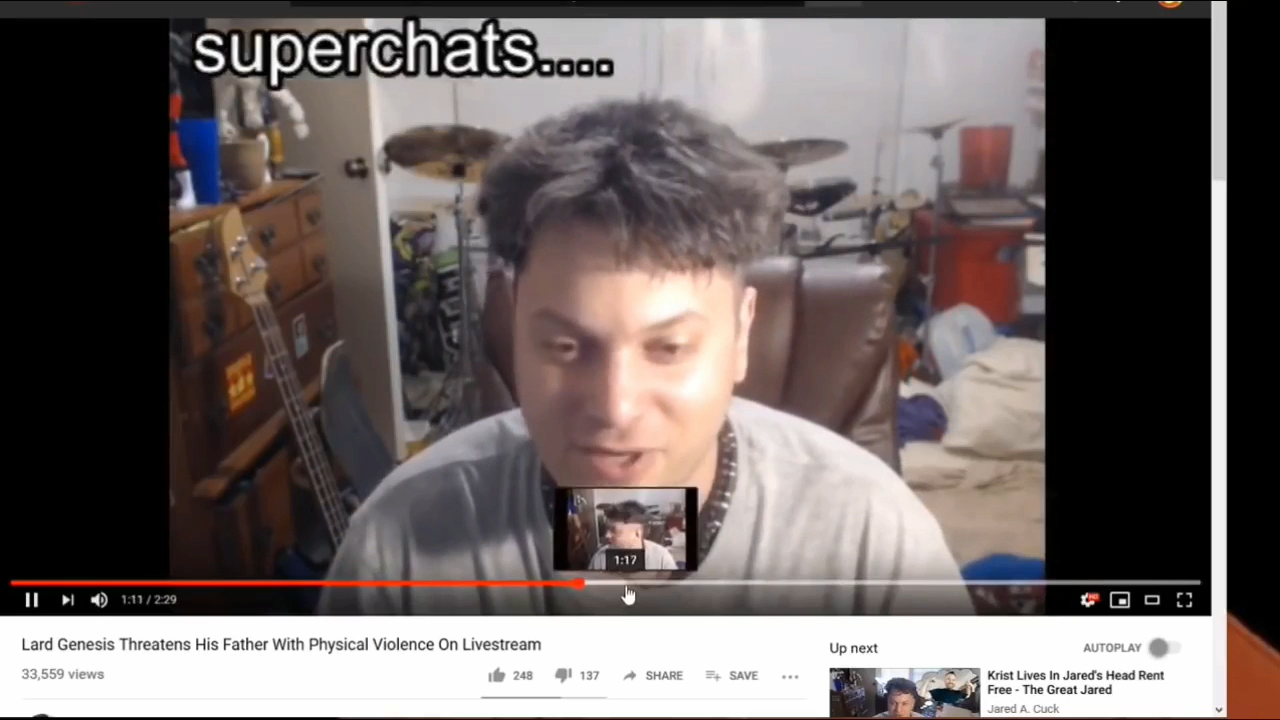 superchats....
1:17
1:11 / 2:29
Lard Genesis Threatens His Father With Physical Violence On Livestream
33,559 views
248
137
SHARE
SAVE
Up next
AUTOPLAY
Krist Lives In Jared's Head Rent
Free - The Great Jared
Jared A. Cuck